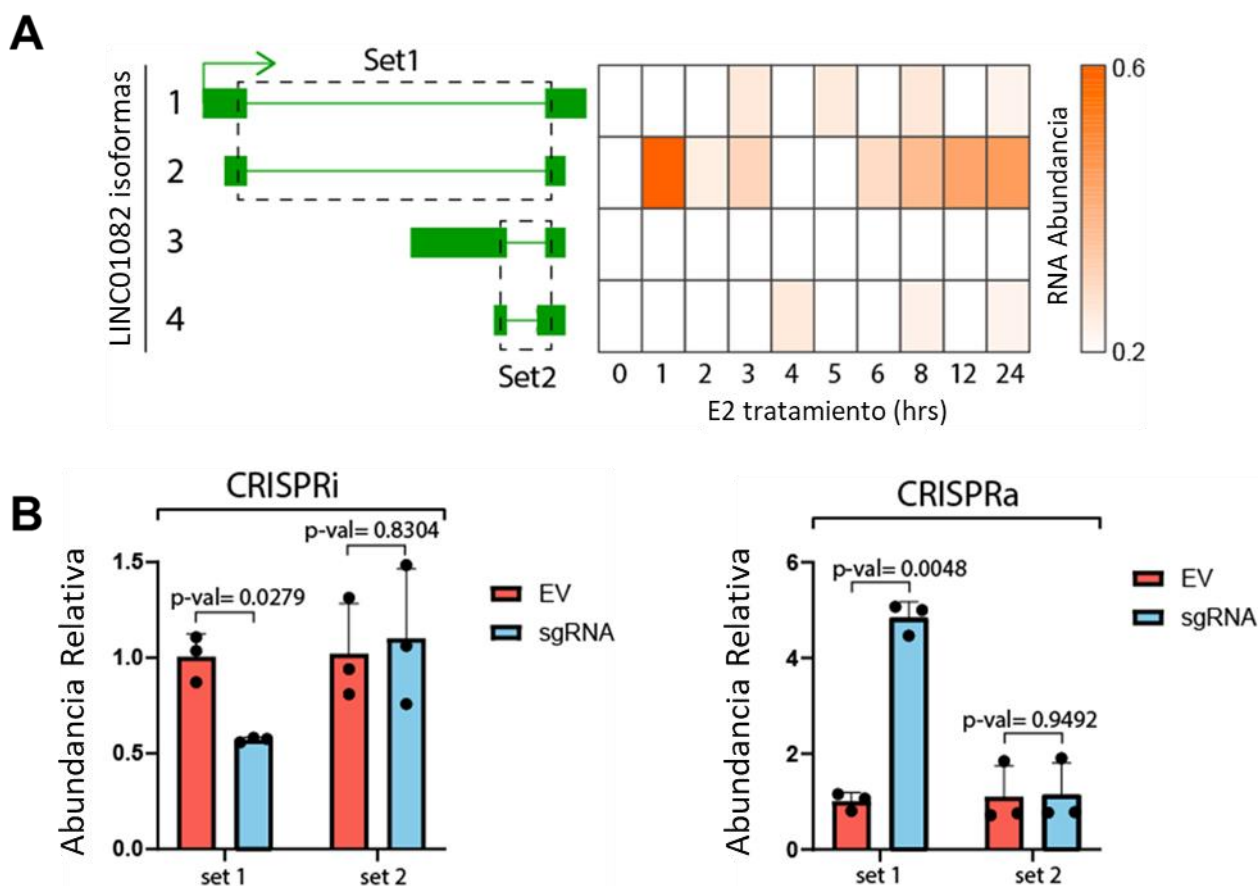 A
LINC01082 isoformas
Set1
1
2
3
4
Set2
0 1 2 3 4 5 6 8 12 24
E2 tratamiento (hrs)
RNA Abundancia
0.6
0.2
B
CRISPRi
Abundancia Relativa
1.5
1.0
0.5
0.0
p-val= 0.0279
p-val= 0.8304
set 1 set 2
EV
sgRNA
CRISPRa
Abundancia Relativa
6
4
2
0
p-val= 0.0048
p-val= 0.9492
set 1 set 2
EV
sgRNA